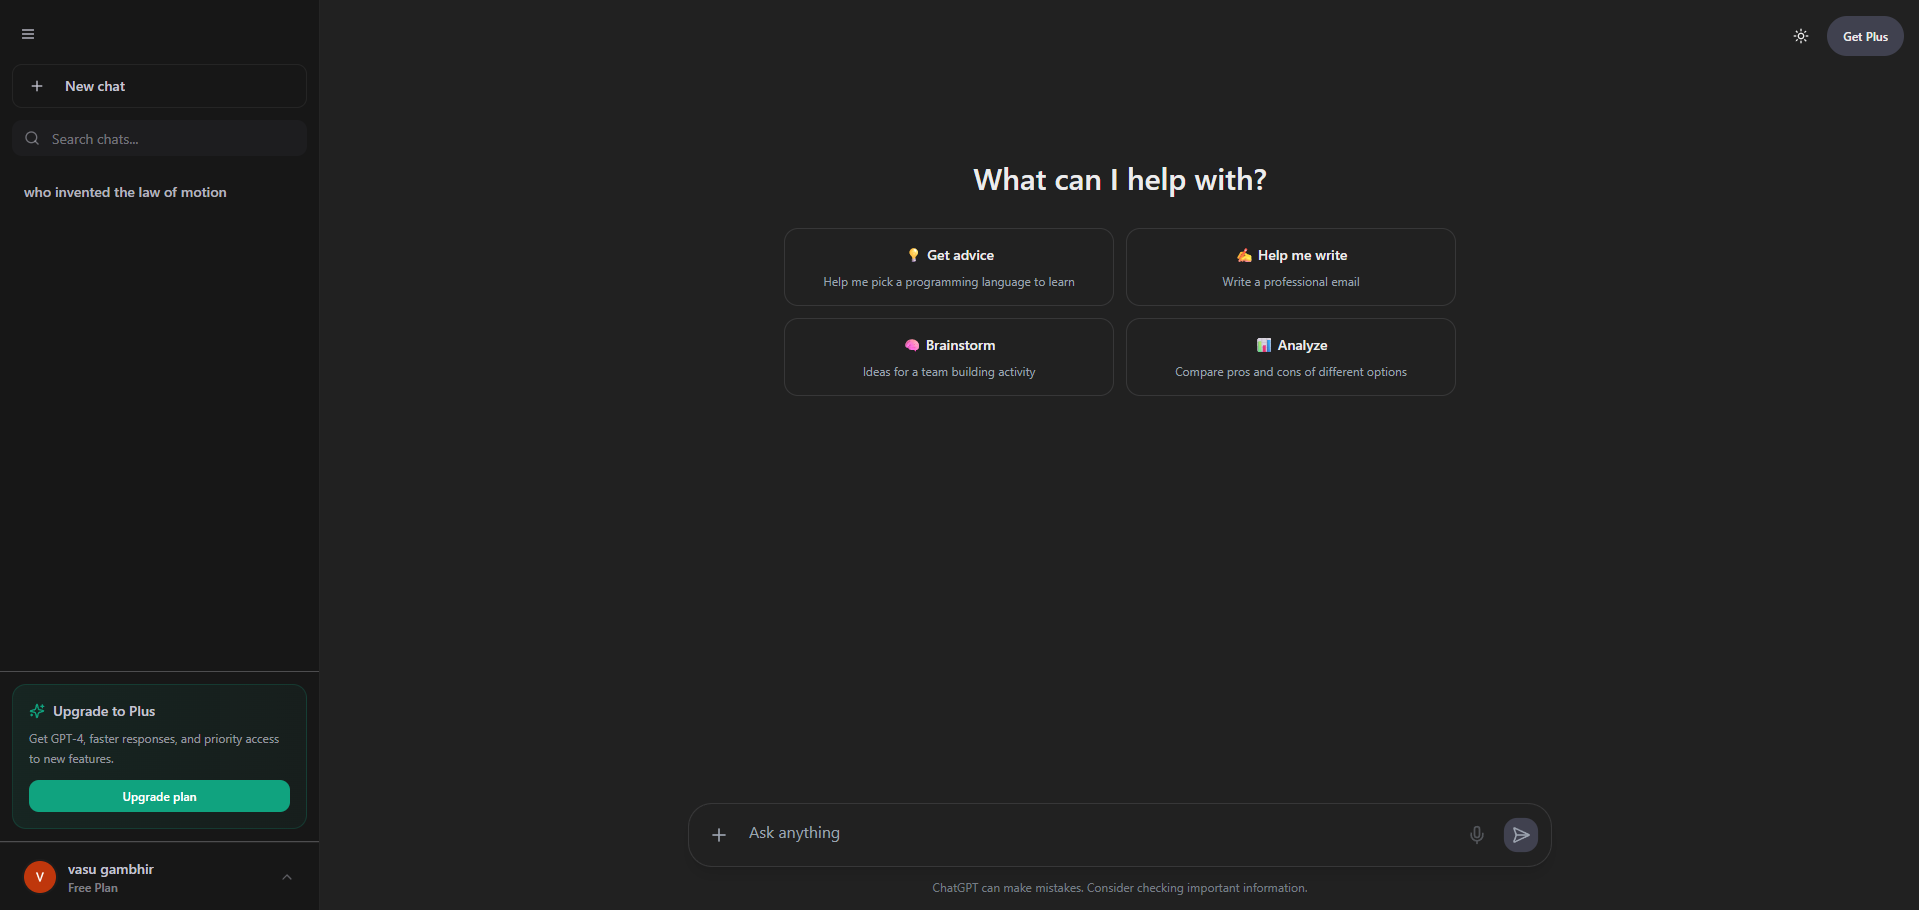 New chat
Search chats...
who invented the law of motion
Upgrade to Plus
Get GPT-4, faster responses, and priority access
to new features.
Upgrade plan
V
vasu gambhir
Free Plan
Get Plus
What can I help with?
💡 Get advice
Help me pick a programming language to learn
✍️ Help me write
Write a professional email
🧠 Brainstorm
Ideas for a team building activity
📊 Analyze
Compare pros and cons of different options
Ask anything
ChatGPT can make mistakes. Consider checking important information.